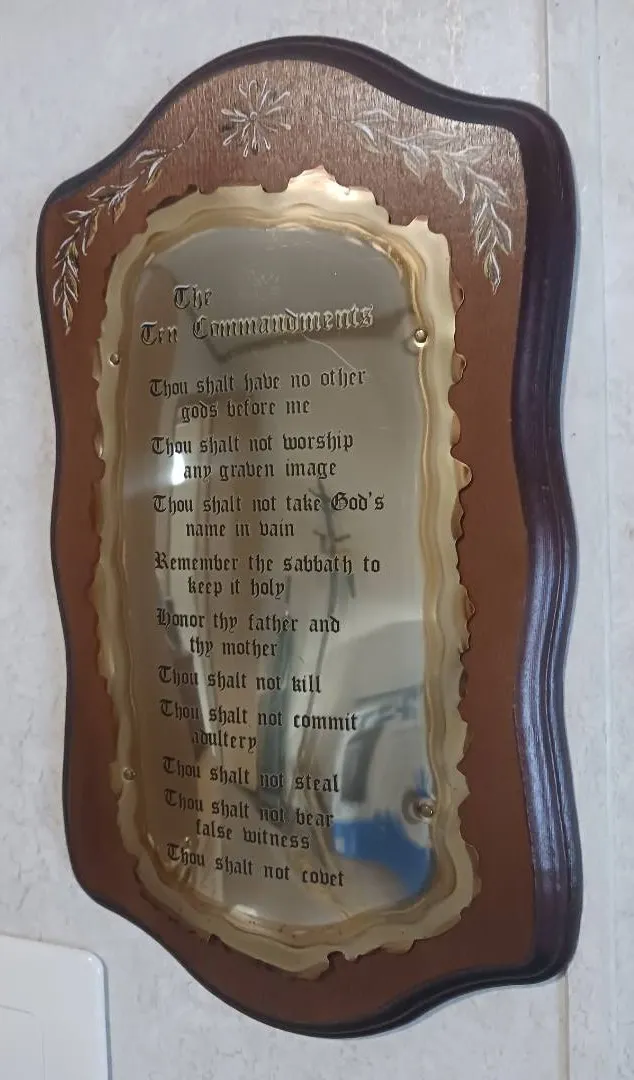 The
Ten Commandments
Thou shalt have no other
gods before me
Thou shalt not worship
any graven image
Thou shalt not take God's
name in vain
Remember the sabbath to
keep it holy
Honor thy father and
thy mother
Thou shalt not kill
Thou shalt not commit
adultery
Thou shalt not steal
Thou shalt not bear
false witness
Thou shalt not covet